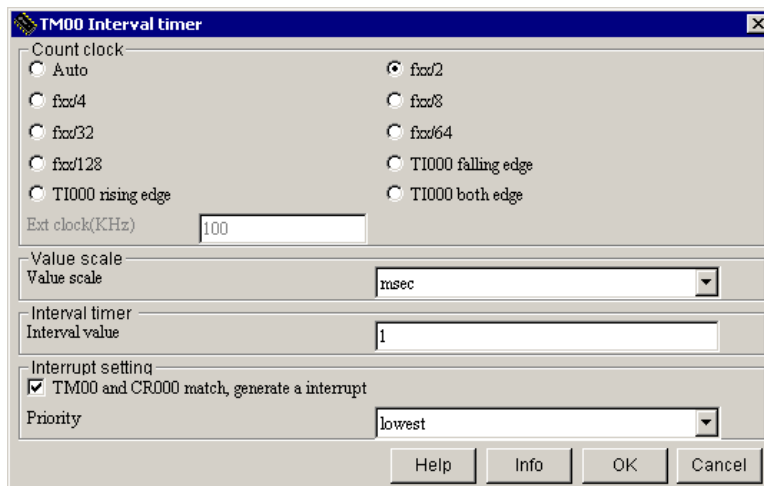 TM00 Interval timer
Count clock
Auto
fxx/2
fxx/4
fxx/8
fxx/32
fxx/64
fxx/128
TI000 falling edge
TI000 rising edge
TI000 both edge
Ext clock(KHz) 100
Value scale
Value scale msec
Interval timer
Interval value 1
Interrupt setting
TM00 and CR000 match, generate a interrupt
Priority lowest
Help Info OK Cancel